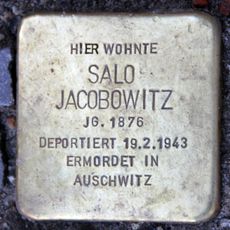 HIER WOHNTE
SALO
JACOBOWITZ
JG. 1876
DEPORTIERT 19.2.1943
ERMORDET IN
AUSCHWITZ